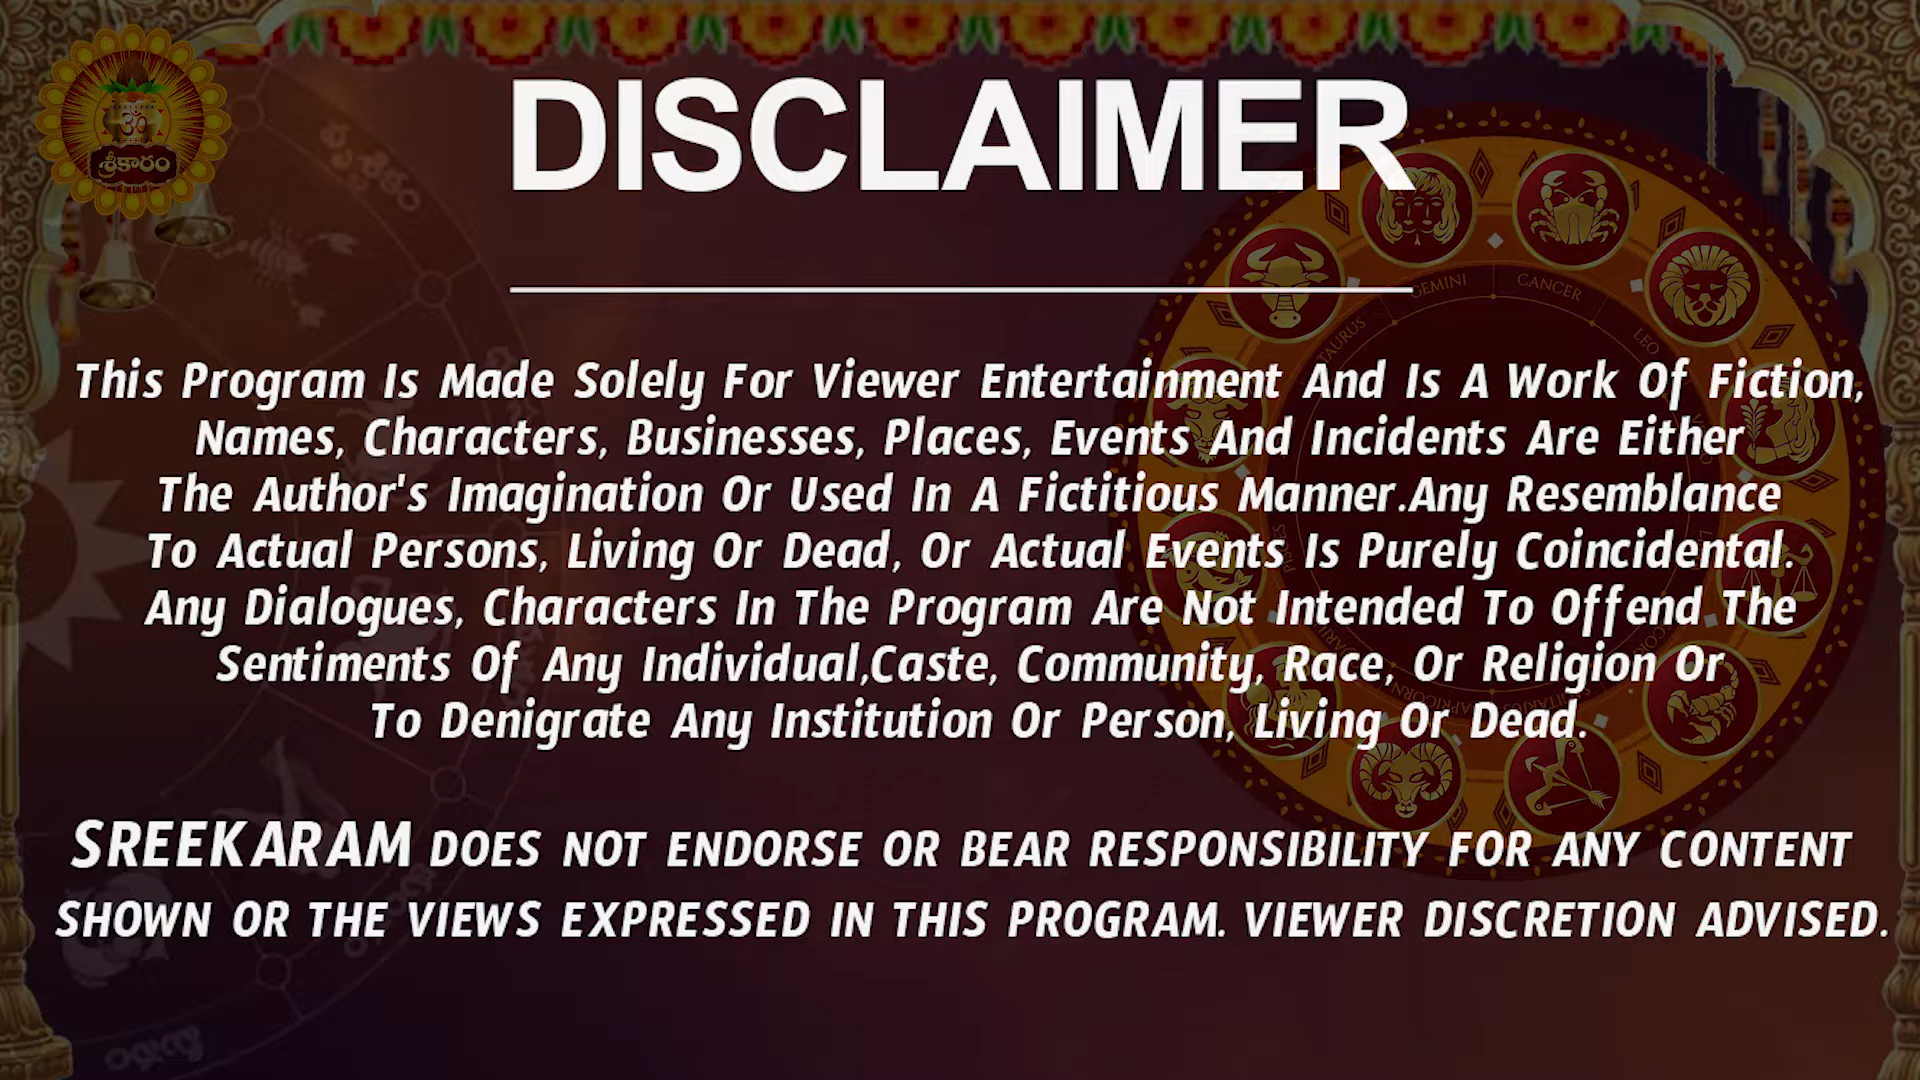 శ్రీకారం
DISCLAIMER
GEMINI
CANCER
TAURUS
LEO
This Program Is Made Solely For Viewer Entertainment And Is A Work Of Fiction,
Names, Characters, Businesses, Places, Events And Incidents Are Either
The Author's Imagination Or Used In A Fictitious Manner.Any Resemblance
To Actual Persons, Living Or Dead, Or Actual Events Is Purely Coincidental.
Any Dialogues, Characters In The Program Are Not Intended To Offend The
Sentiments Of Any Individual,Caste, Community, Race, Or Religion Or
To Denigrate Any Institution Or Person, Living Or Dead.
SREEKARAM DOES NOT ENDORSE OR BEAR RESPONSIBILITY FOR ANY CONTENT
SHOWN OR THE VIEWS EXPRESSED IN THIS PROGRAM. VIEWER DISCRETION ADVISED.